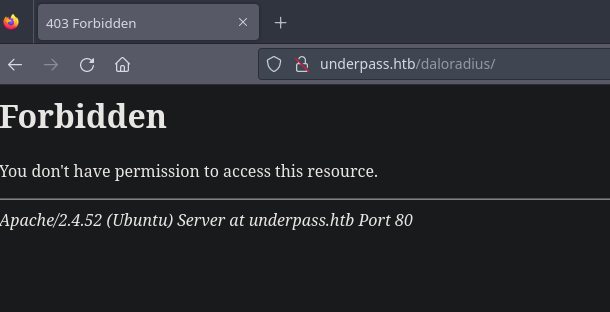 403 Forbidden
underpass.htb/daloradius/
Forbidden
You don't have permission to access this resource.
Apache/2.4.52 (Ubuntu) Server at underpass.htb Port 80